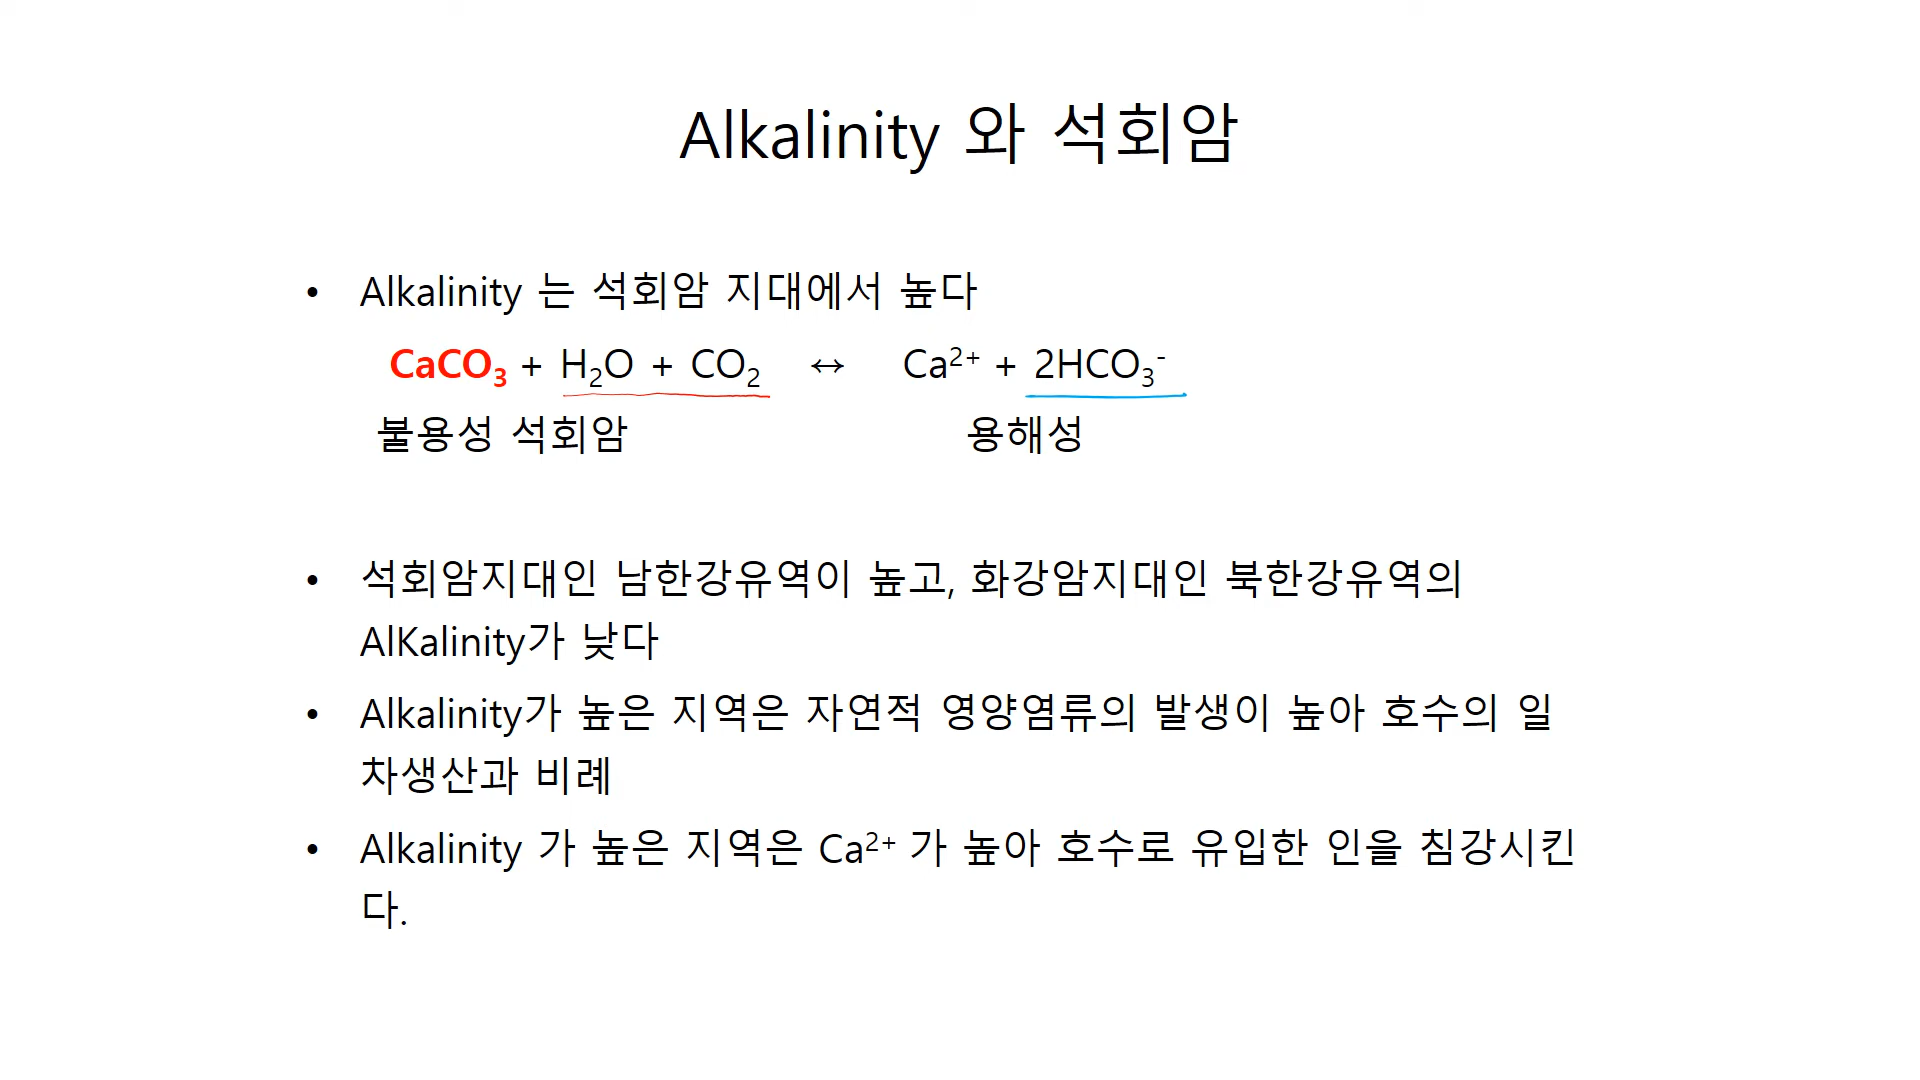 Alkalinity 와 석회암
• Alkalinity 는 석회암 지대에서 높다
CaCO₃ + H₂O + CO₂ ↔ Ca²⁺ + 2HCO₃⁻
불용성 석회암 용해성
• 석회암지대인 남한강유역이 높고, 화강암지대인 북한강유역의
AlKalinity가 낮다
• Alkalinity가 높은 지역은 자연적 영양염류의 발생이 높아 호수의 일
차생산과 비례
• Alkalinity 가 높은 지역은 Ca²⁺ 가 높아 호수로 유입한 인을 침강시킨
다.